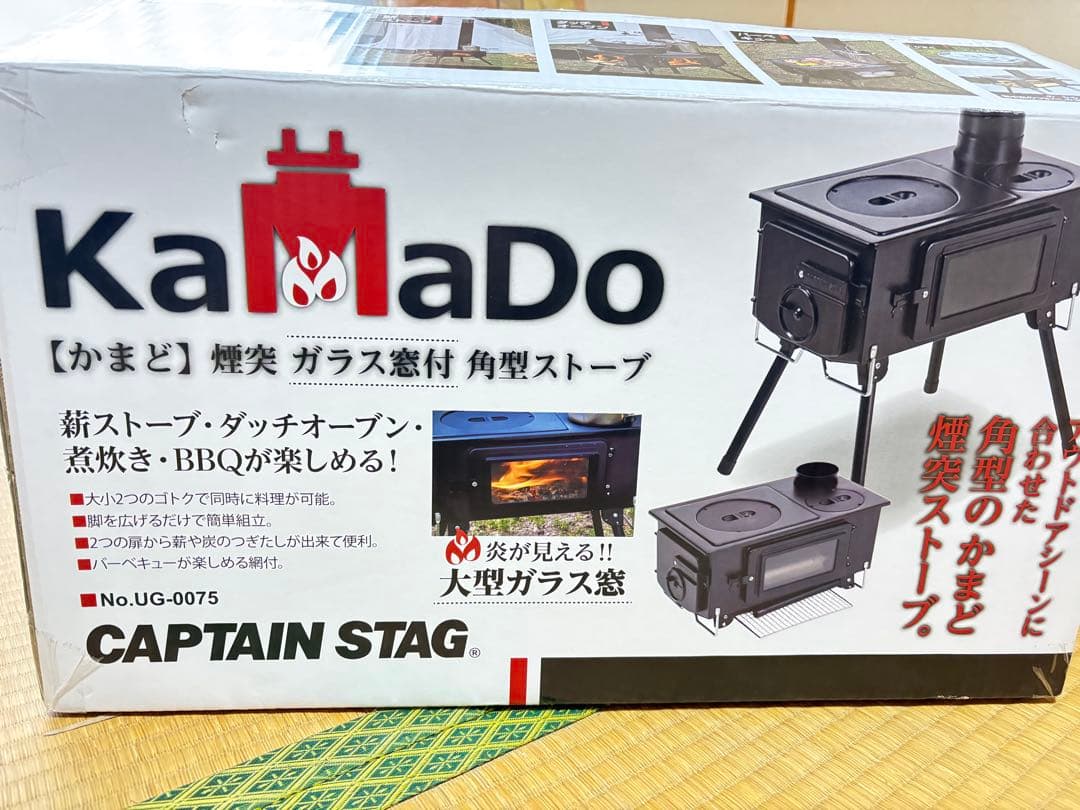 ダッチ
オーブン
KaMaDo
【かまど】煙突 ガラス窓付 角型ストーブ
薪ストーブ・ダッチオーブン・
煮炊き・BBQが楽しめる!
■大小2つのゴトクで同時に料理が可能。
■脚を広げるだけで簡単組立。
■2つの扉から薪や炭のつぎたしが出来て便利。
■バーベキューが楽しめる網付。
■No.UG-0075
CAPTAIN STAG®
炎が見える!!
大型ガラス窓
アウトドアシーンに
合わせた
角型のかまど
煙突ストーブ。